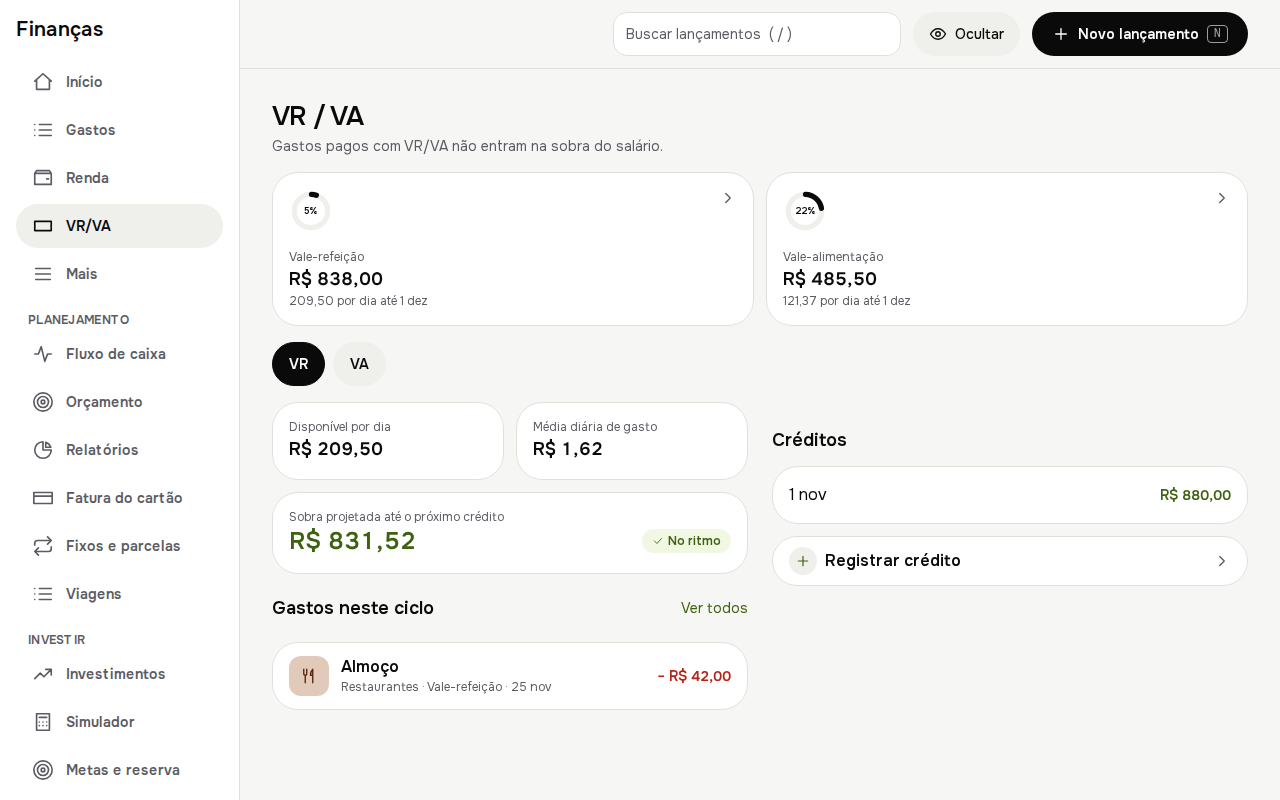 Finanças
Início
Gastos
Renda
VR/VA
Mais
PLANEJAMENTO
Fluxo de caixa
Orçamento
Relatórios
Fatura do cartão
Fixos e parcelas
Viagens
INVESTIR
Investimentos
Simulador
Metas e reserva
Buscar lançamentos ( / )
Ocultar
Novo lançamento N
VR / VA
Gastos pagos com VR/VA não entram na sobra do salário.
5%
Vale-refeição
R$ 838,00
209,50 por dia até 1 dez
22%
Vale-alimentação
R$ 485,50
121,37 por dia até 1 dez
VR
VA
Disponível por dia
R$ 209,50
Média diária de gasto
R$ 1,62
Sobra projetada até o próximo crédito
R$ 831,52
No ritmo
Gastos neste ciclo
Ver todos
Almoço
Restaurantes · Vale-refeição · 25 nov
− R$ 42,00
Créditos
1 nov
R$ 880,00
Registrar crédito